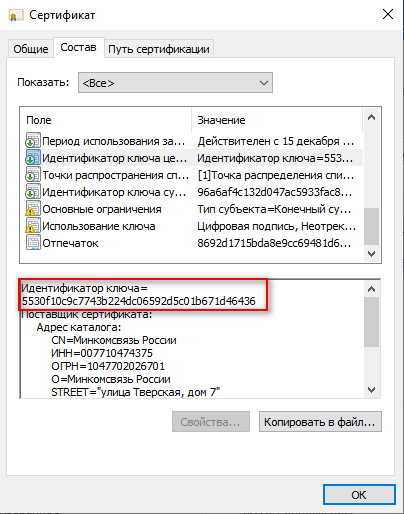 Сертификат
Общие Состав Путь сертификации
Показать: <Все>
Поле Значение
Период использования за... Действителен с 15 декабря ...
Идентификатор ключа це... Идентификатор ключа=553...
Точки распространения сп... [1]Точка распределения спи...
Идентификатор ключа су... 96a6af4c132d047ac5933fac8...
Основные ограничения Тип субъекта=Конечный су...
Использование ключа Цифровая подпись, Неотрек...
Отпечаток 8692d1715bda8e9cc69481d6...
Идентификатор ключа=
5530f10c9c7743b224dc06592d5c01b671d46436
Поставщик сертификата:
Адрес каталога:
CN=Минкомсвязь России
ИНН=007710474375
ОГРН=1047702026701
O=Минкомсвязь России
STREET="улица Тверская, дом 7"
Свойства... Копировать в файл...
ОК